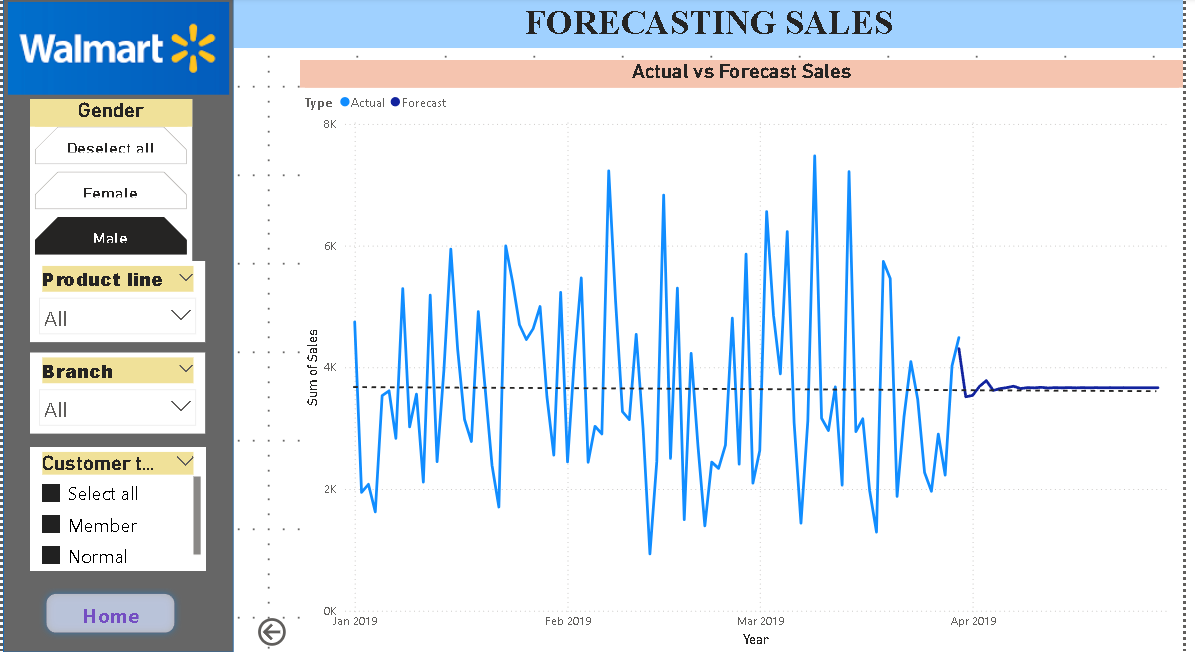 Walmart
FORECASTING SALES
Gender
Deselect all
Female
Male
Product line
All
Branch
All
Customer t...
Select all
Member
Normal
Home
Actual vs Forecast Sales
Type Actual Forecast
8K
6K
4K
2K
0K
Sum of Sales
Jan 2019 Feb 2019 Mar 2019 Apr 2019
Year